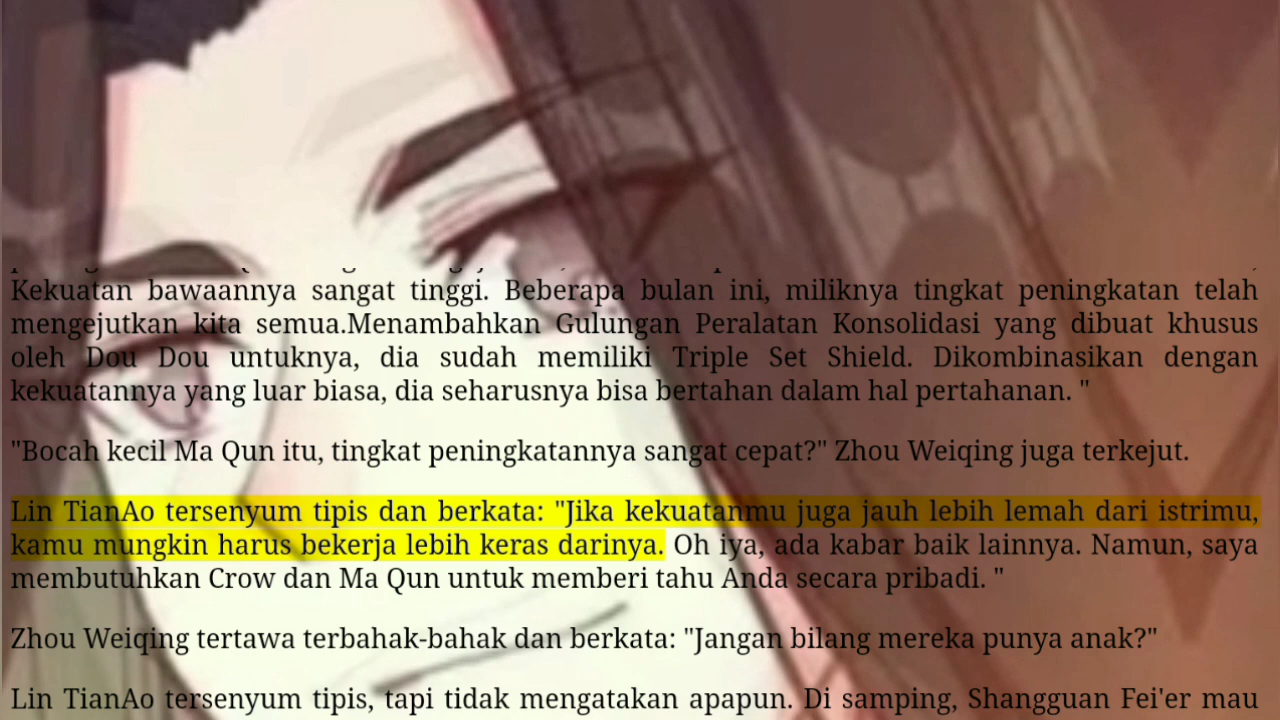 Kekuatan bawaannya sangat tinggi. Beberapa bulan ini, miliknya tingkat peningkatan telah
mengejutkan kita semua.Menambahkan Gulungan Peralatan Konsolidasi yang dibuat khusus
oleh Dou Dou untuknya, dia sudah memiliki Triple Set Shield. Dikombinasikan dengan
kekuatannya yang luar biasa, dia seharusnya bisa bertahan dalam hal pertahanan. "
"Bocah kecil Ma Qun itu, tingkat peningkatannya sangat cepat?" Zhou Weiqing juga terkejut.
Lin TianAo tersenyum tipis dan berkata: "Jika kekuatanmu juga jauh lebih lemah dari istrimu,
kamu mungkin harus bekerja lebih keras darinya. Oh iya, ada kabar baik lainnya. Namun, saya
membutuhkan Crow dan Ma Qun untuk memberi tahu Anda secara pribadi. "
Zhou Weiqing tertawa terbahak-bahak dan berkata: "Jangan bilang mereka punya anak?"
Lin TianAo tersenyum tipis, tapi tidak mengatakan apapun. Di samping, Shangguan Fei'er mau